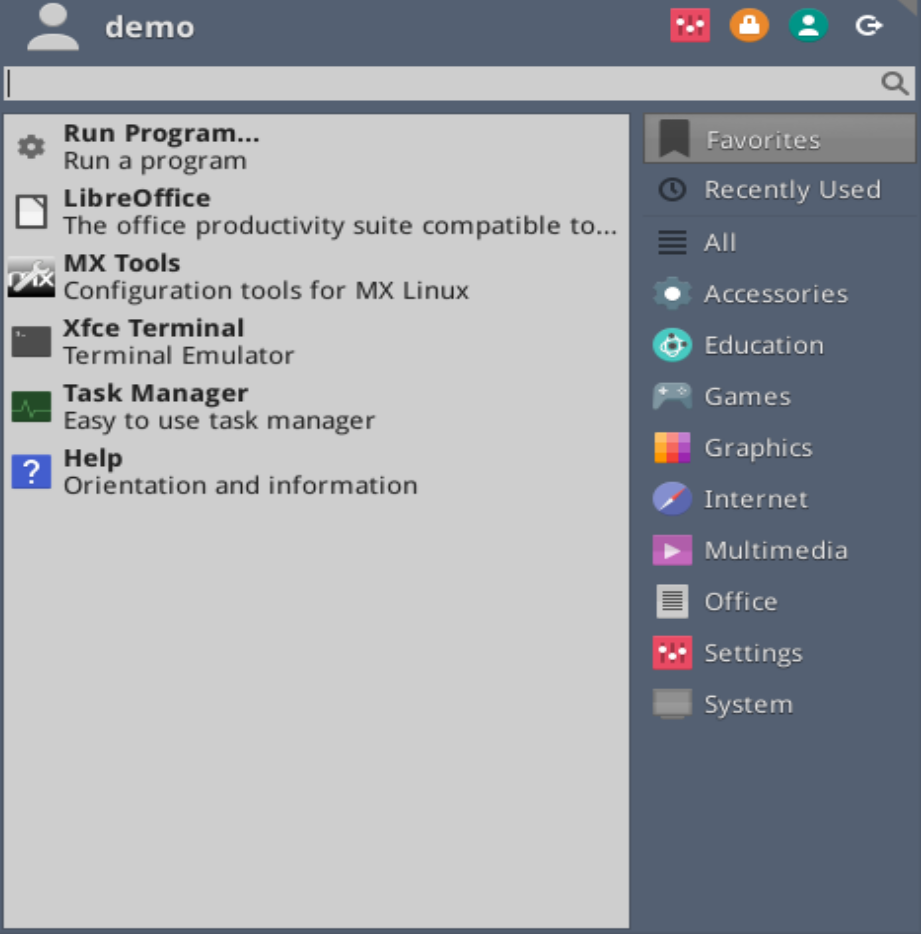 demo
Run Program...
Run a program
LibreOffice
The office productivity suite compatible to...
MX Tools
Configuration tools for MX Linux
Xfce Terminal
Terminal Emulator
Task Manager
Easy to use task manager
?
Help
Orientation and information
Favorites
Recently Used
All
Accessories
Education
Games
Graphics
Internet
Multimedia
Office
Settings
System